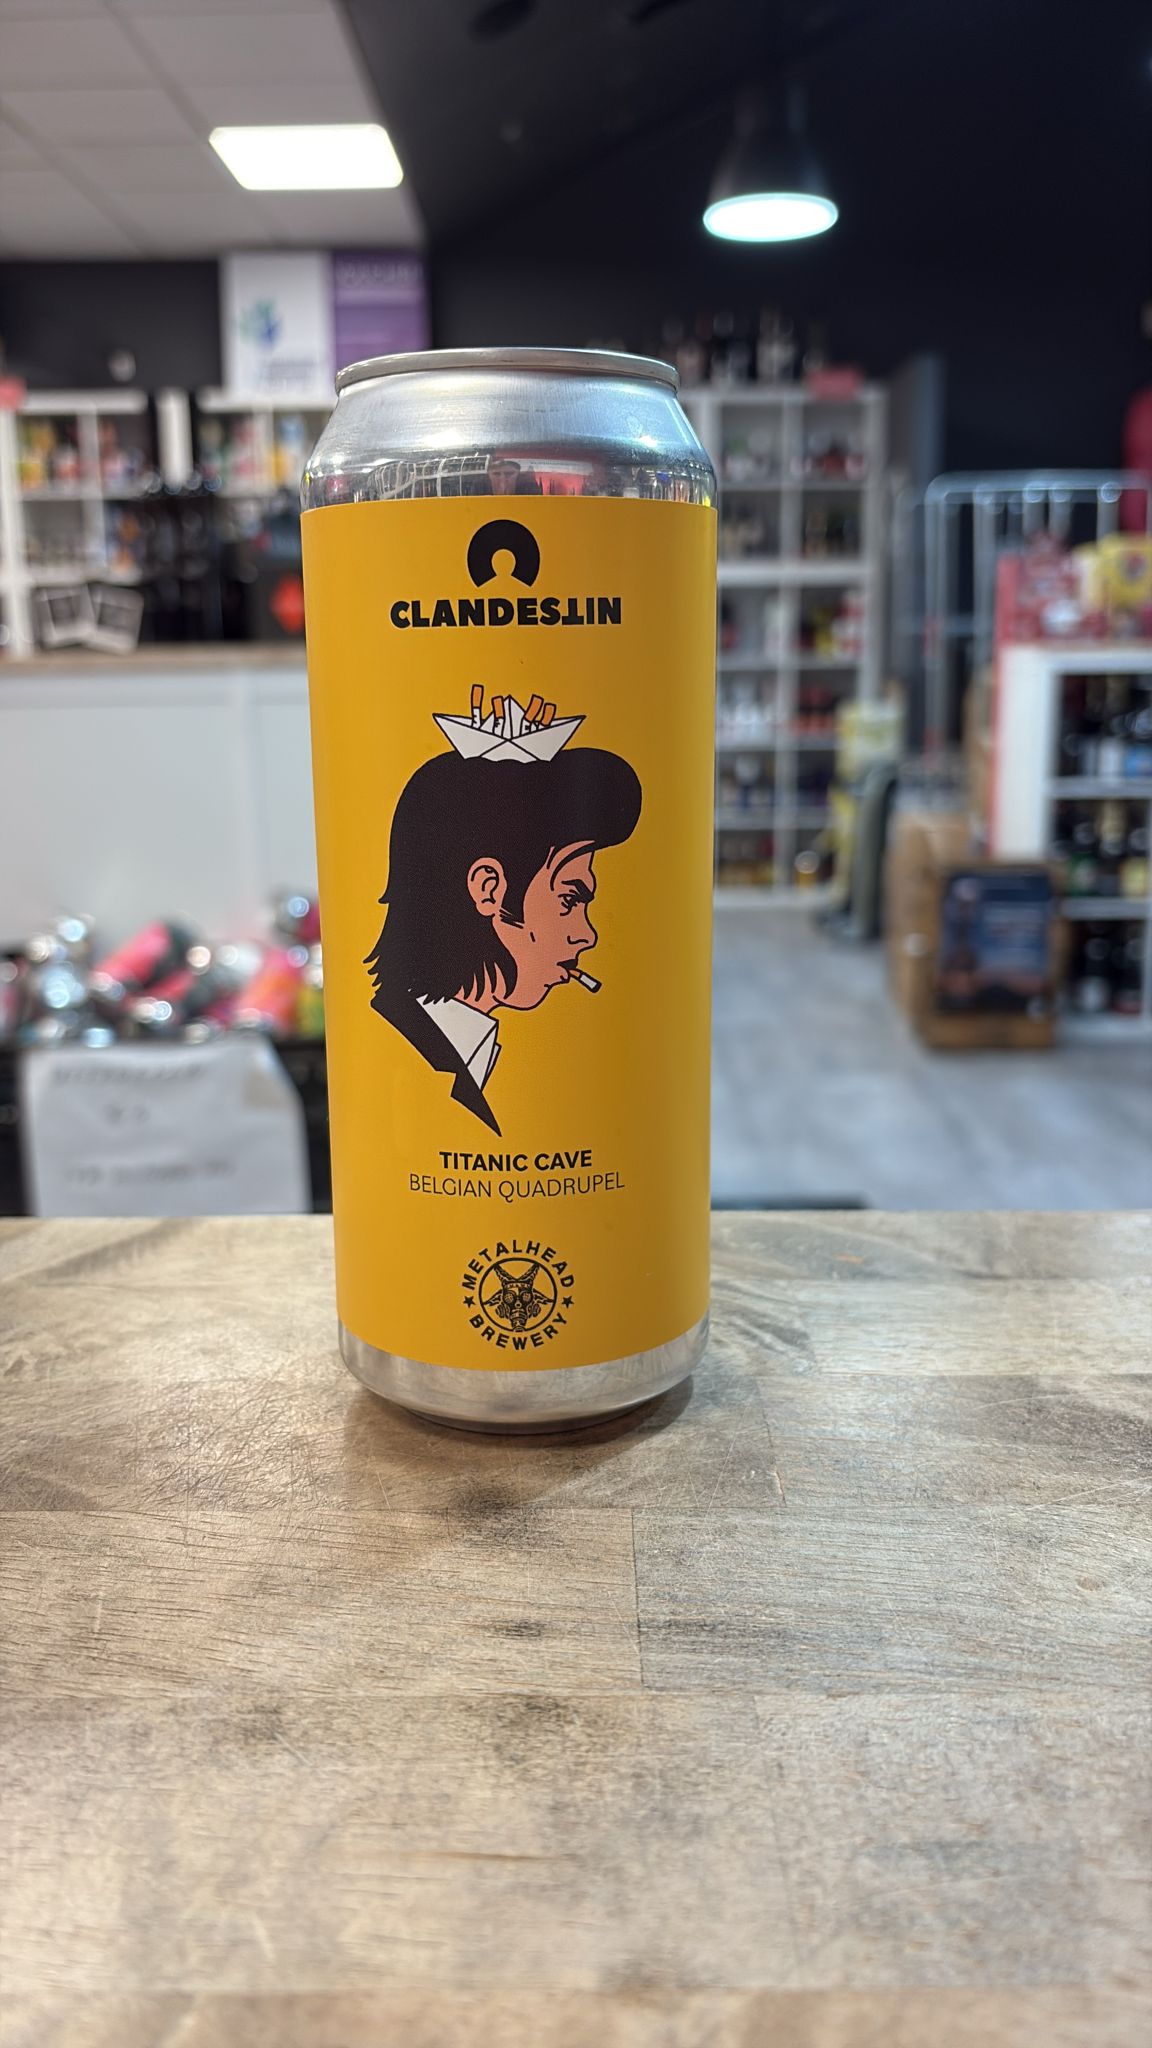 CLANDESTIN
TITANIC CAVE
BELGIAN QUADRUPEL
METALHEAD
BREWERY